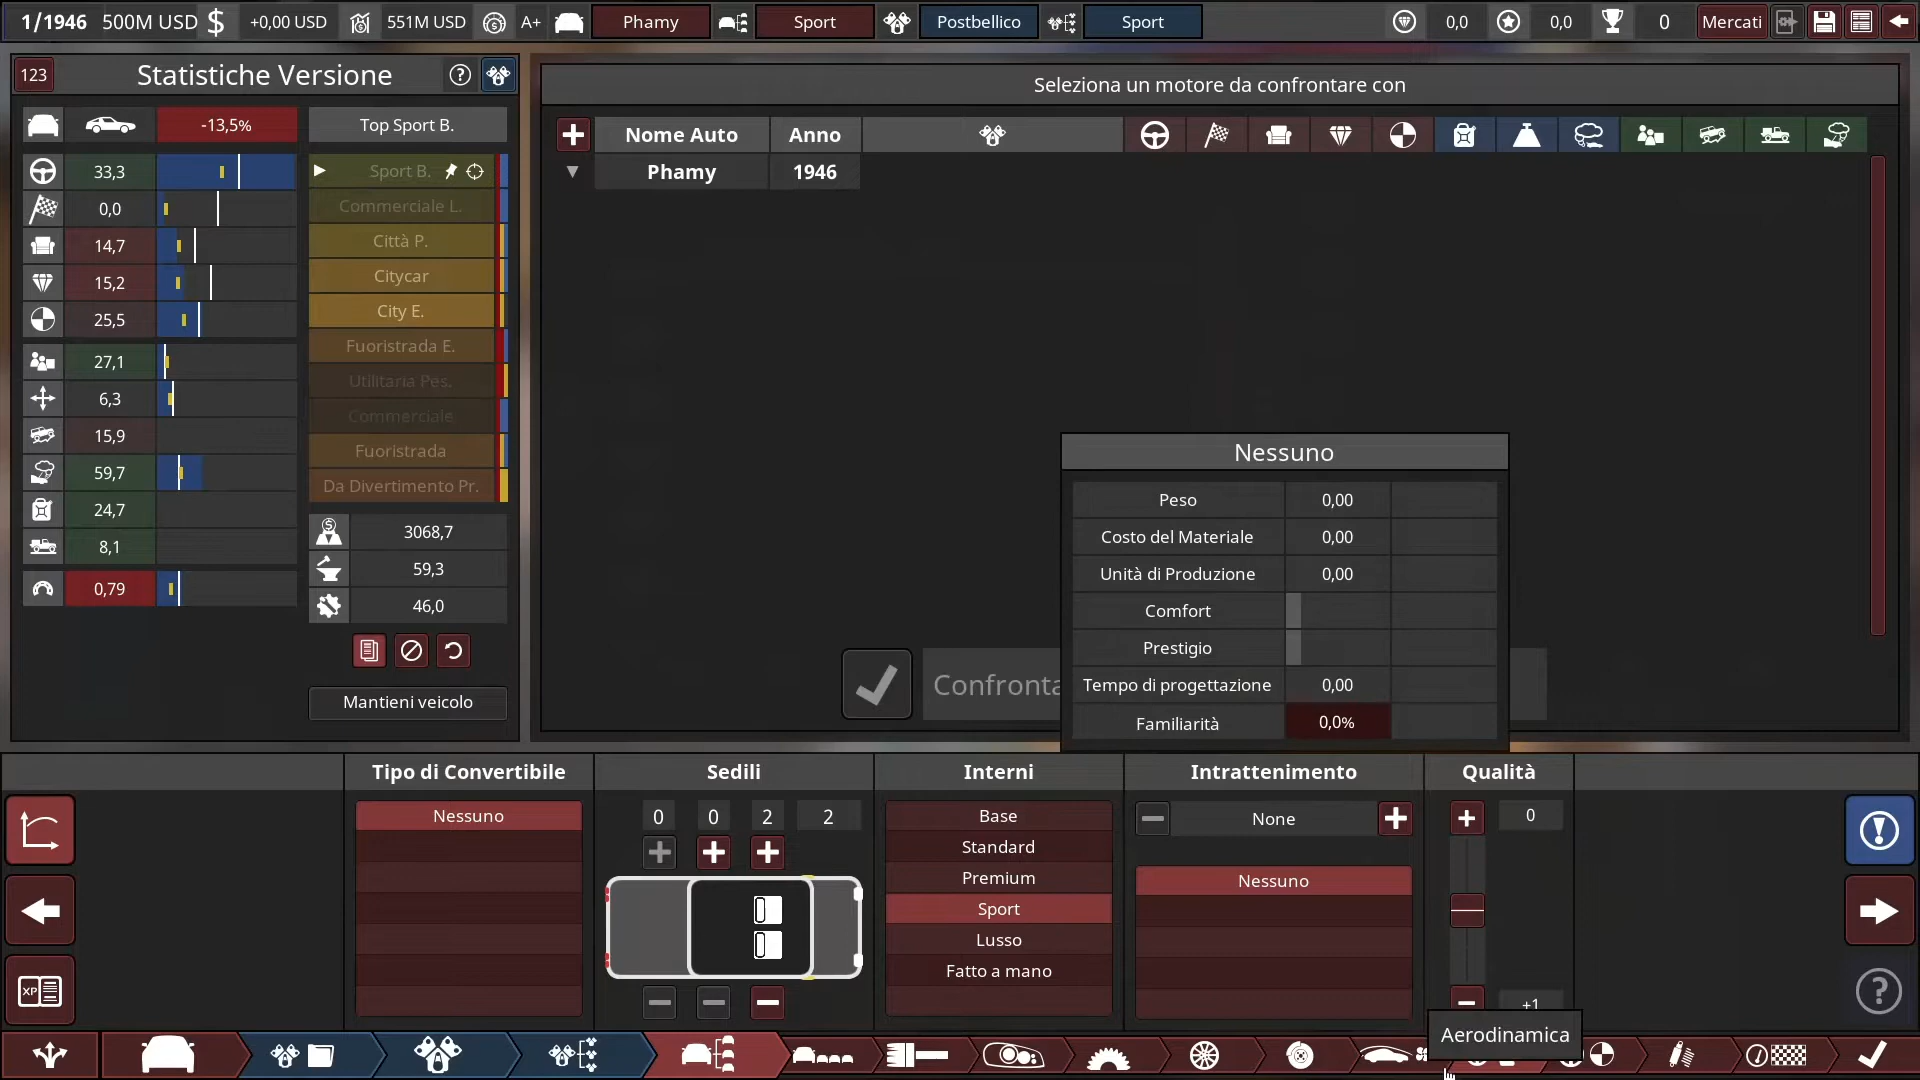 1/1946 500M USD +0,00 USD 551M USD A+ Phamy Sport Postbellico Sport 0,0 0,0 0 Mercati
123 Statistiche Versione
Seleziona un motore da confrontare con
-13,5% Top Sport B.
Nome Auto Anno
Phamy 1946
33,3 Sport B.
0,0 Commerciale L.
14,7 Città P.
15,2 Citycar
25,5 City E.
27,1 Fuoristrada E.
6,3 Utilitaria Pes.
15,9 Commerciale
59,7 Fuoristrada
24,7 Da Divertimento Pr.
8,1
0,79
3068,7
59,3
46,0
Mantieni veicolo
Confronta
Nessuno
Peso 0,00
Costo del Materiale 0,00
Unità di Produzione 0,00
Comfort
Prestigio
Tempo di progettazione 0,00
Familiarità 0,0%
Tipo di Convertibile Sedili Interni Intrattenimento Qualità
Nessuno
0 0 2 2
Base
Standard
Premium
Sport
Lusso
Fatto a mano
None
Nessuno
0
+1
XP
Aerodinamica